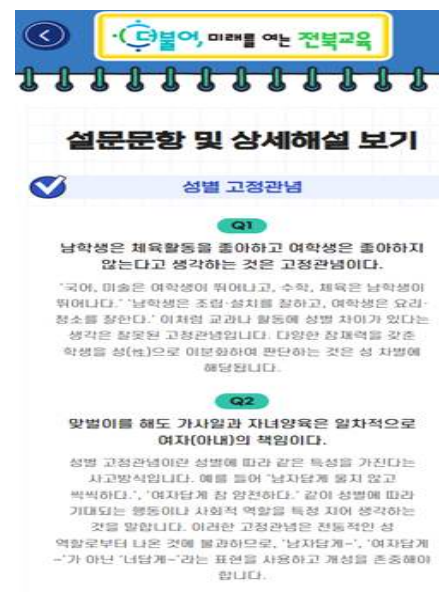 더불어, 미래를 여는 전북교육
설문문항 및 상세해설 보기
성별 고정관념
Q1
남학생은 체육활동을 좋아하고 여학생은 좋아하지
않는다고 생각하는 것은 고정관념이다.
'국어, 미술은 여학생이 뛰어나고, 수학, 체육은 남학생이
뛰어나다.' '남학생은 조립·설치를 잘하고, 여학생은 요리·
청소를 잘한다.' 이처럼 교과나 활동에 성별 차이가 있다는
생각은 잘못된 고정관념입니다. 다양한 잠재력을 갖춘
학생을 성(性)으로 이분화하여 판단하는 것은 성 차별에
해당됩니다.
Q2
맞벌이를 해도 가사일과 자녀양육은 일차적으로
여자(아내)의 책임이다.
성별 고정관념이란 성별에 따라 같은 특성을 가진다는
사고방식입니다. 예를 들어 '남자답게 울지 않고
씩씩하다.', '여자답게 참 얌전하다.' 같이 성별에 따라
기대되는 행동이나 사회적 역할을 특정 지어 생각하는
것을 말합니다. 이러한 고정관념은 전통적인 성
역할로부터 나온 것에 불과하므로, '남자답게~', '여자답게
~'가 아닌 '너답게~'라는 표현을 사용하고 개성을 존중해야
합니다.